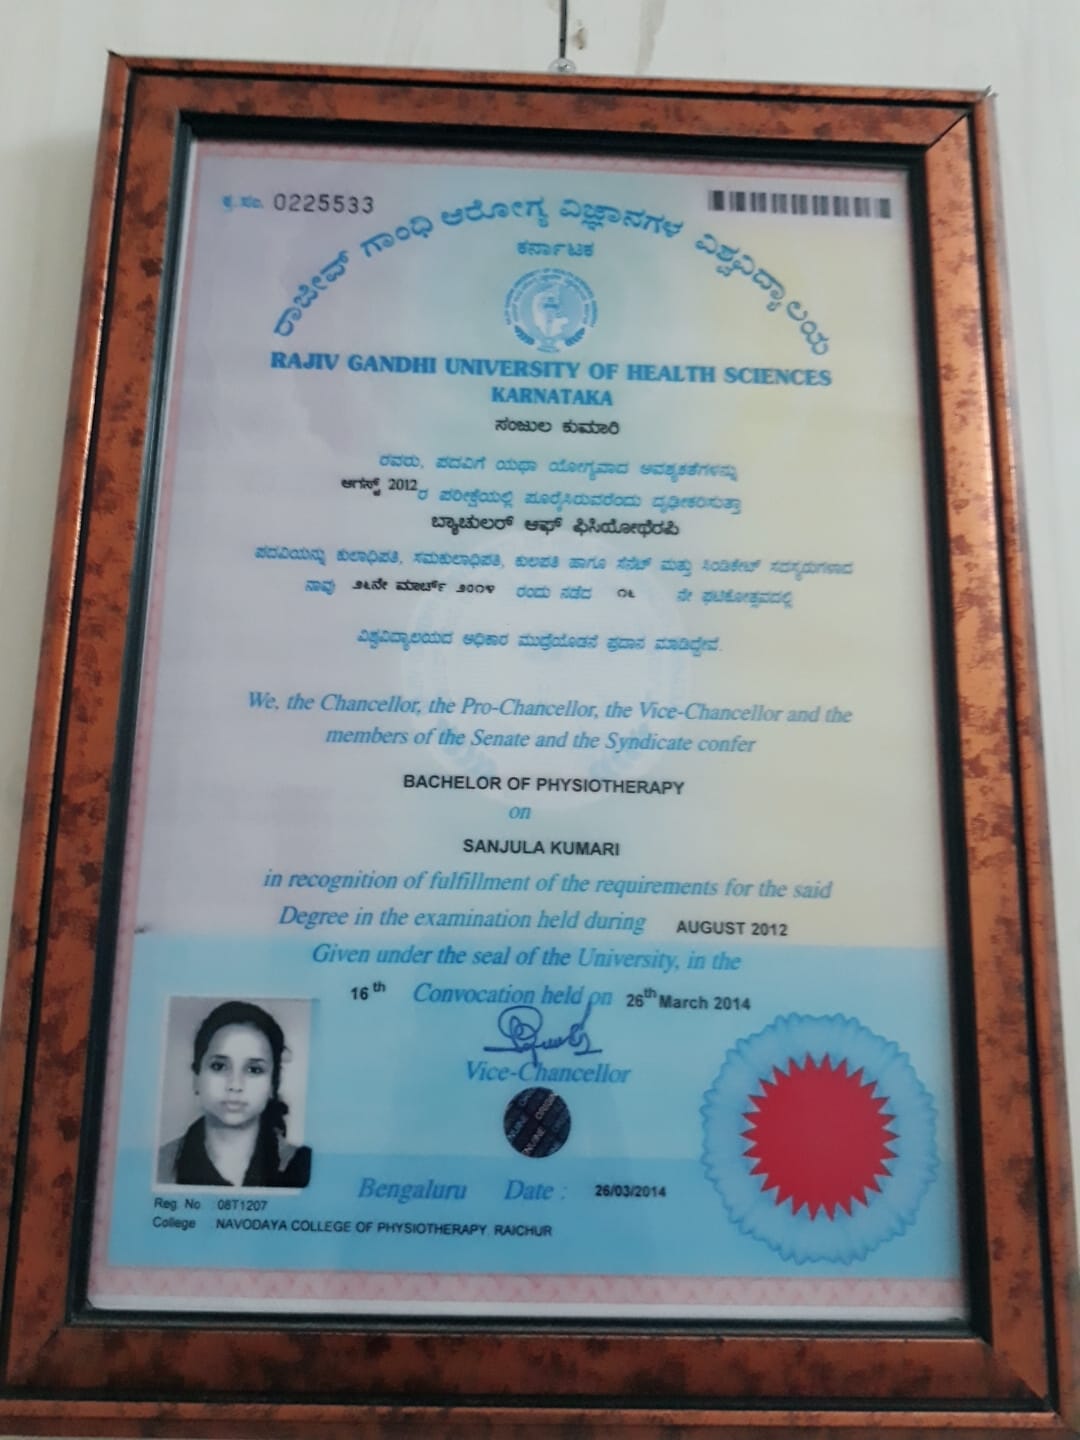 ಕ್ರ.ಸಂ. 0225533
ರಾಜೀವ್ ಗಾಂಧಿ ಆರೋಗ್ಯ ವಿಜ್ಞಾನಗಳ ವಿಶ್ವವಿದ್ಯಾಲಯ
ಕರ್ನಾಟಕ
RAJIV GANDHI UNIVERSITY OF HEALTH SCIENCES
KARNATAKA
ಸಂಜುಲ ಕುಮಾರಿ
ರವರು, ಪದವಿಗೆ ಯಥಾ ಯೋಗ್ಯವಾದ ಅವಶ್ಯಕತೆಗಳನ್ನು
ಆಗಸ್ಟ್ 2012 ರ ಪರೀಕ್ಷೆಯಲ್ಲಿ ಪೂರೈಸಿರುವರೆಂದು ದೃಢೀಕರಿಸುತ್ತಾ
ಬ್ಯಾಚುಲರ್ ಆಫ್ ಫಿಸಿಯೋಥೆರಪಿ
ಪದವಿಯನ್ನು ಕುಲಾಧಿಪತಿ, ಸಮಕುಲಾಧಿಪತಿ, ಕುಲಪತಿ ಹಾಗೂ ಸೆನೆಟ್ ಮತ್ತು ಸಿಂಡಿಕೇಟ್ ಸದಸ್ಯರುಗಳಾದ
ನಾವು ೨೬ನೇ ಮಾರ್ಚ್ ೨೦೧೪ ರಂದು ನಡೆದ ೧೬ ನೇ ಘಟಿಕೋತ್ಸವದಲ್ಲಿ
ವಿಶ್ವವಿದ್ಯಾಲಯದ ಅಧಿಕಾರ ಮುದ್ರೆಯೊಡನೆ ಪ್ರದಾನ ಮಾಡಿದ್ದೇವೆ.
We, the Chancellor, the Pro-Chancellor, the Vice-Chancellor and the
members of the Senate and the Syndicate confer
BACHELOR OF PHYSIOTHERAPY
on
SANJULA KUMARI
in recognition of fulfillment of the requirements for the said
Degree in the examination held during AUGUST 2012
Given under the seal of the University, in the
16th Convocation held on 26th March 2014
Vice-Chancellor
Bengaluru Date : 26/03/2014
Reg. No 08T1207
College NAVODAYA COLLEGE OF PHYSIOTHERAPY RAICHUR